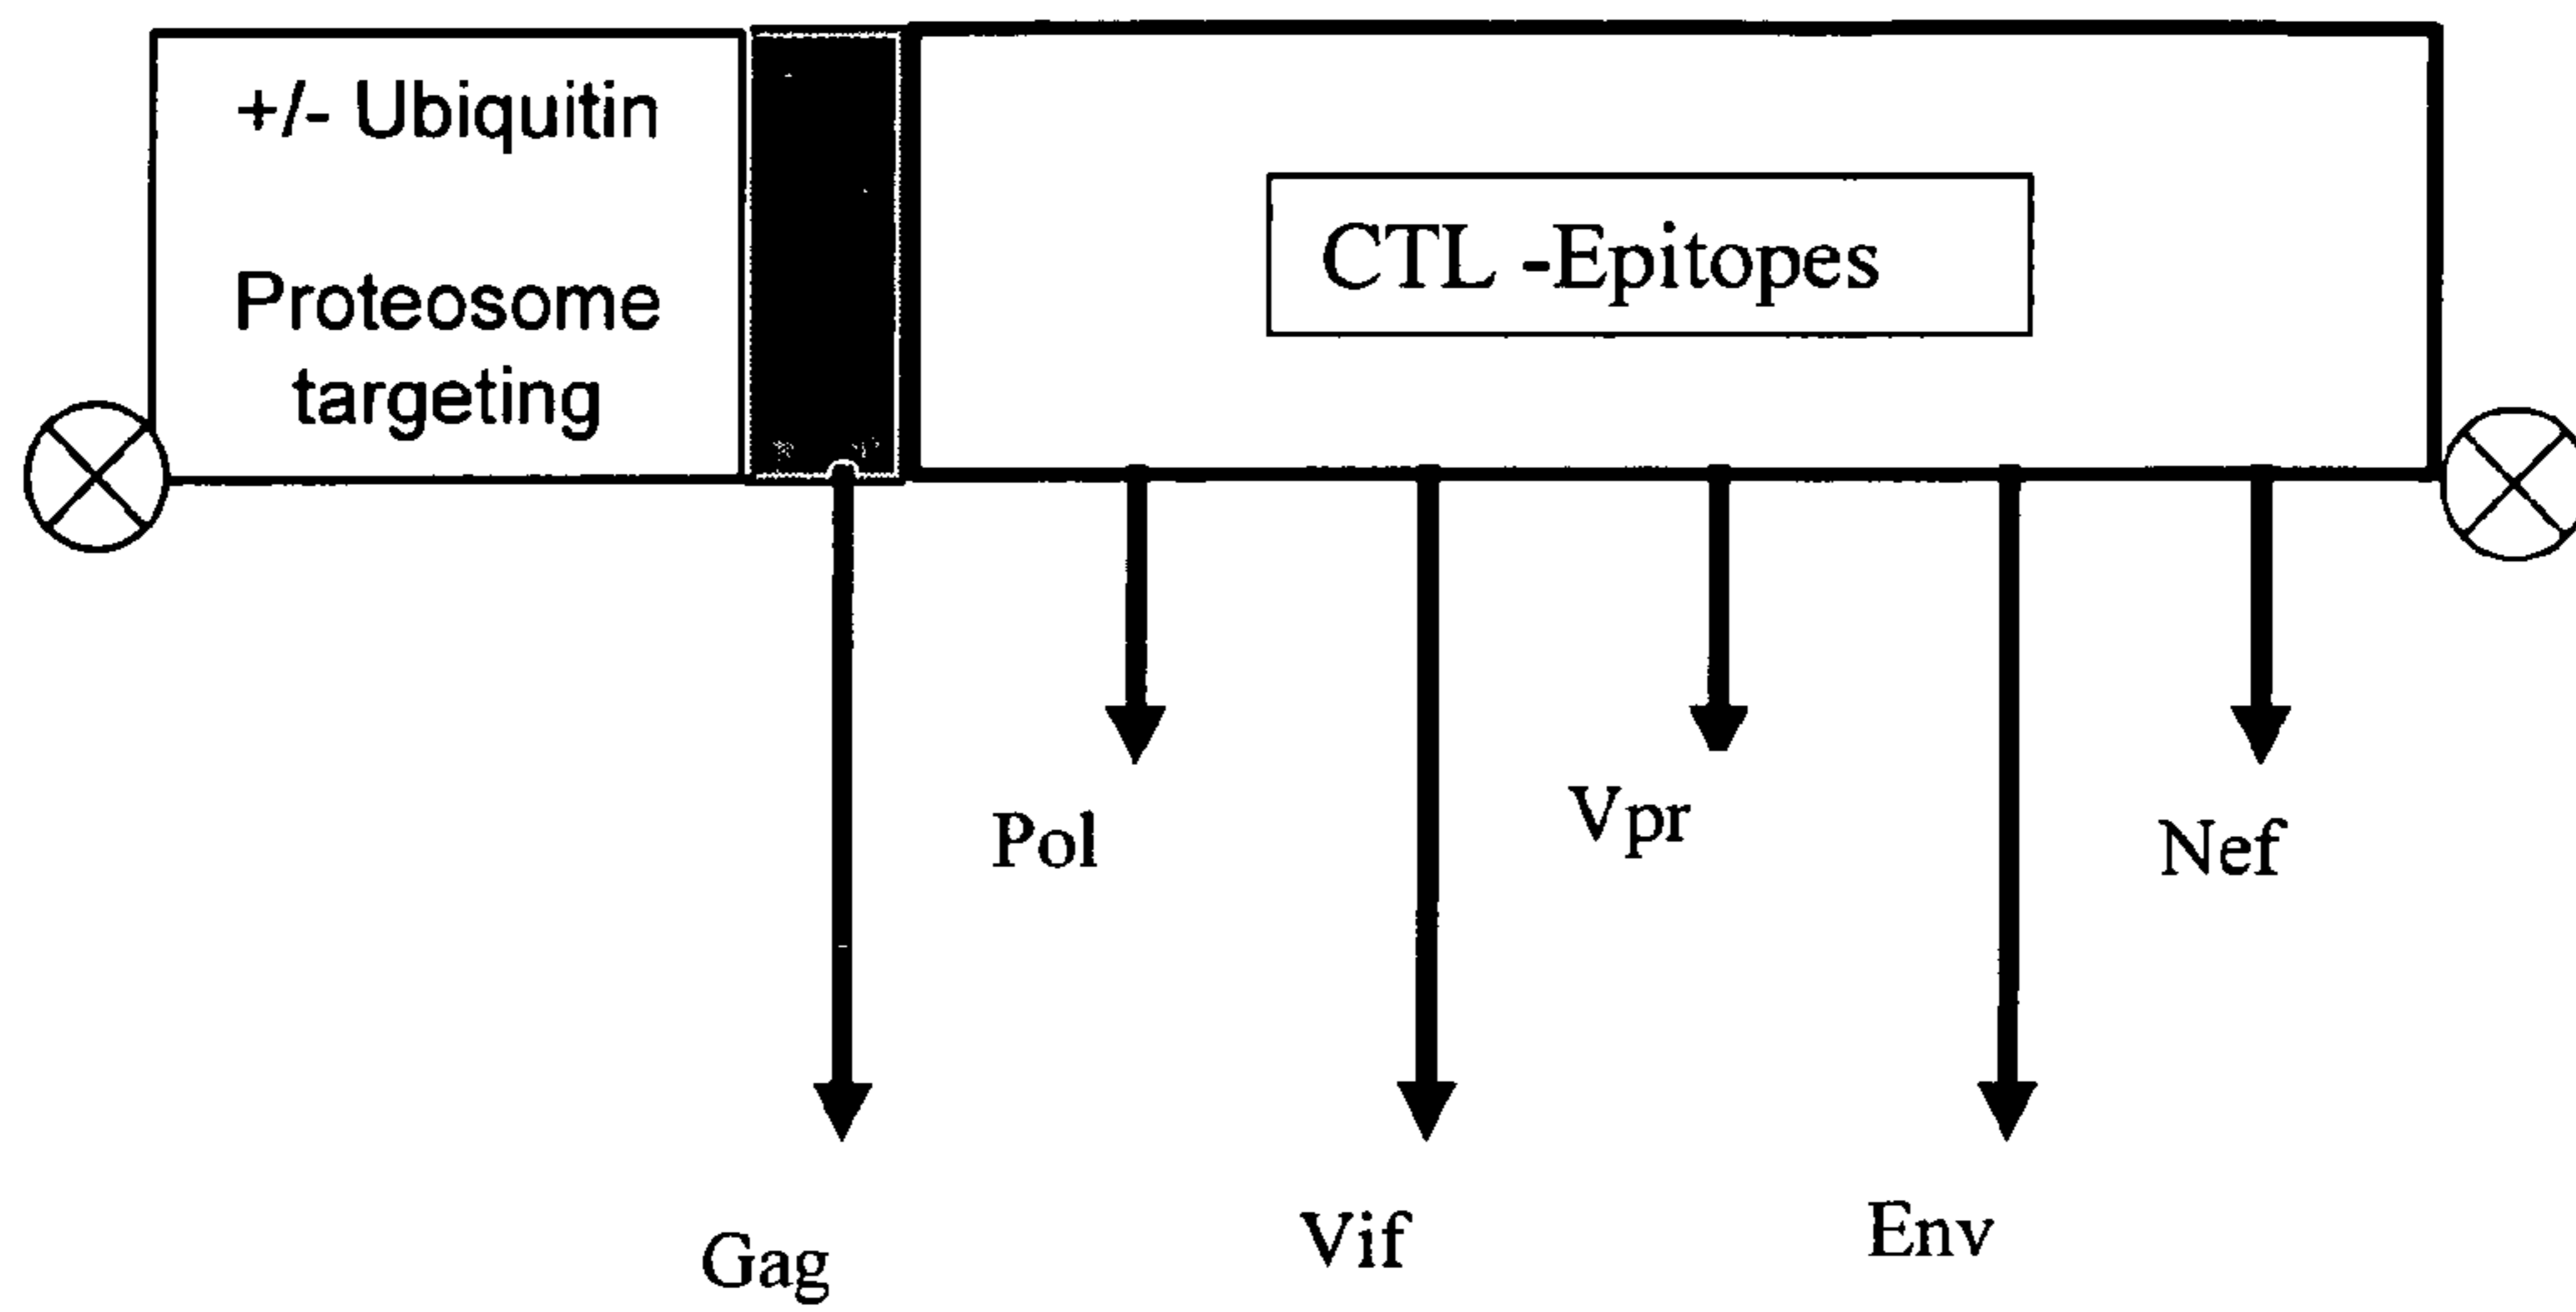 +/- Ubiquitin
Proteosome
targeting
CTL -Epitopes
Pol
Vpr
Nef
Gag
Vif
Env